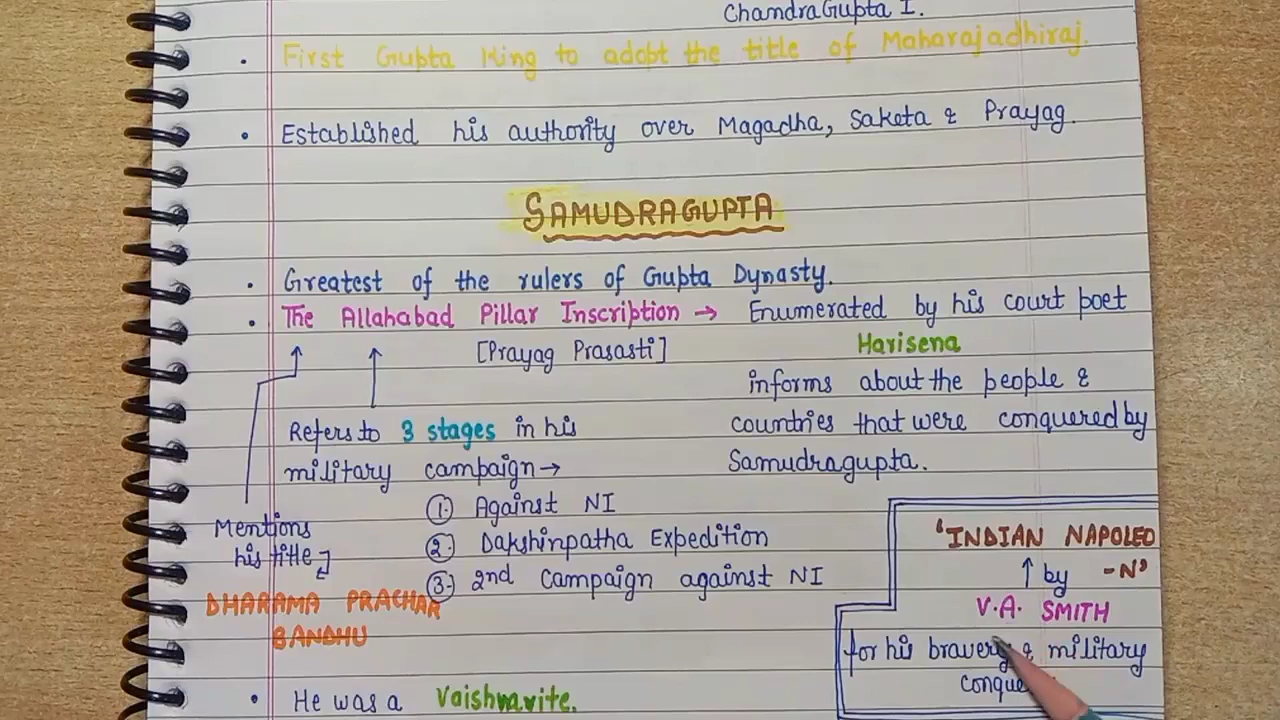 ChandraGupta I.
• First Gupta King to adopt the title of Maharajadhiraj.
• Established his authority over Magadha, Saketa & Prayag.
SAMUDRAGUPTA
• Greatest of the rulers of Gupta Dynasty.
• The Allahabad Pillar Inscription → Enumerated by his court poet
[Prayag Prasasti]
Harisena
informs about the people &
countries that were conquered by
Samudragupta.
Refers to 3 stages in his
military campaign →
① Against NI
② Dakshinpatha Expedition
③ 2nd Campaign against NI
Mentions
his title
DHARAMA PRACHAR
BANDHU
'INDIAN NAPOLEO
-N'
↑ by
V.A. SMITH
for his bravery & military
• He was a Vaishnavite.